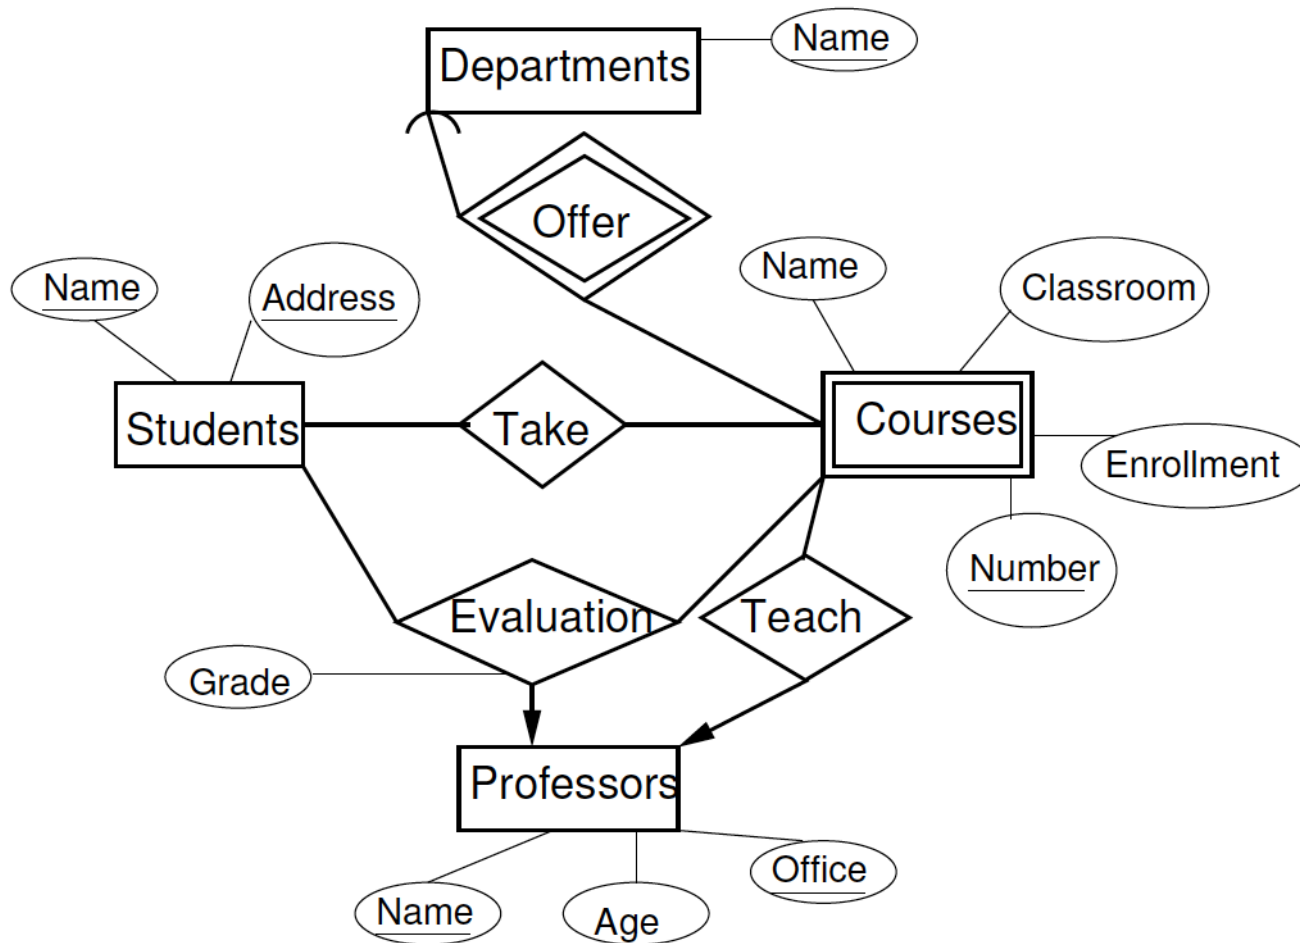 Name
Departments
Offer
Name
Classroom
Name
Address
Students
Take
Courses
Enrollment
Number
Evaluation
Teach
Grade
Professors
Office
Name
Age